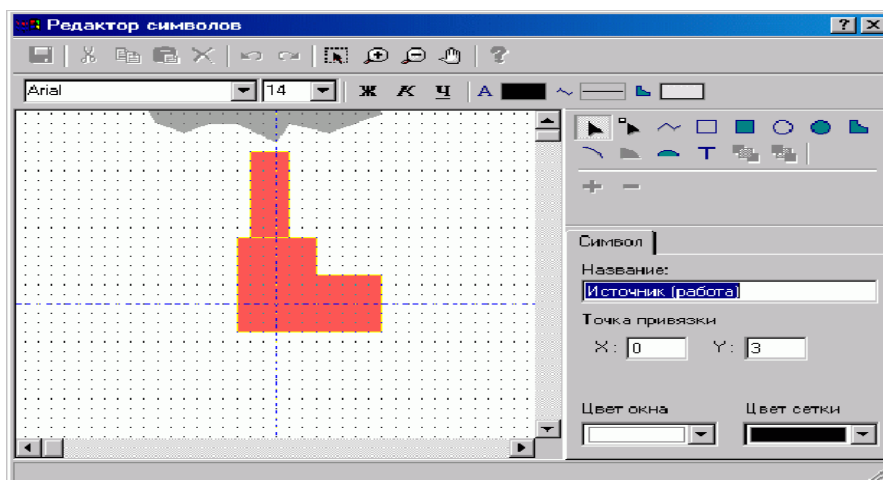 Редактор символов
Arial 14 Ж К Ч А
Т
Символ
Название:
Источник (работа)
Точка привязки
X: 0 Y: 3
Цвет окна Цвет сетки